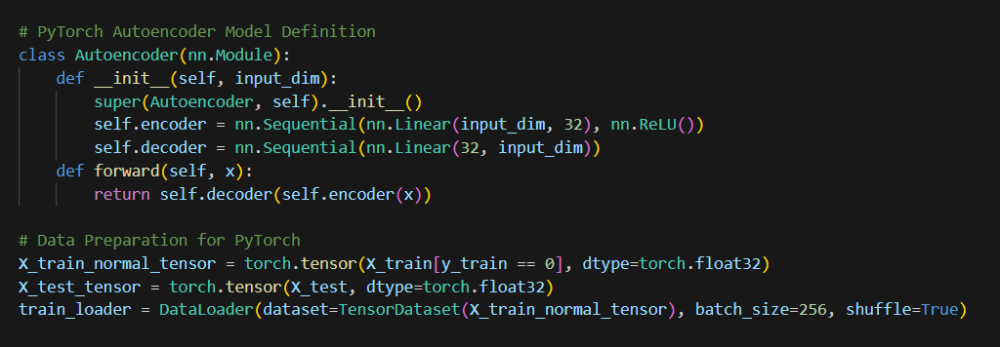 # PyTorch Autoencoder Model Definition
class Autoencoder(nn.Module):
    def __init__(self, input_dim):
        super(Autoencoder, self).__init__()
        self.encoder = nn.Sequential(nn.Linear(input_dim, 32), nn.ReLU())
        self.decoder = nn.Sequential(nn.Linear(32, input_dim))
    def forward(self, x):
        return self.decoder(self.encoder(x))

# Data Preparation for PyTorch
X_train_normal_tensor = torch.tensor(X_train[y_train == 0], dtype=torch.float32)
X_test_tensor = torch.tensor(X_test, dtype=torch.float32)
train_loader = DataLoader(dataset=TensorDataset(X_train_normal_tensor), batch_size=256, shuffle=True)